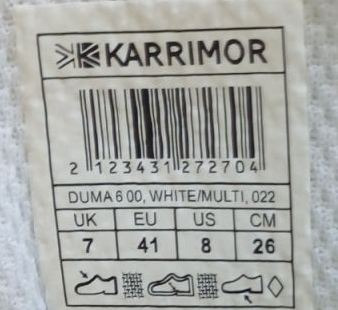 KARRIMOR
2 123431 272704
DUMA 6 00, WHITE/MULTI, 022
UK EU US CM
7 41 8 26